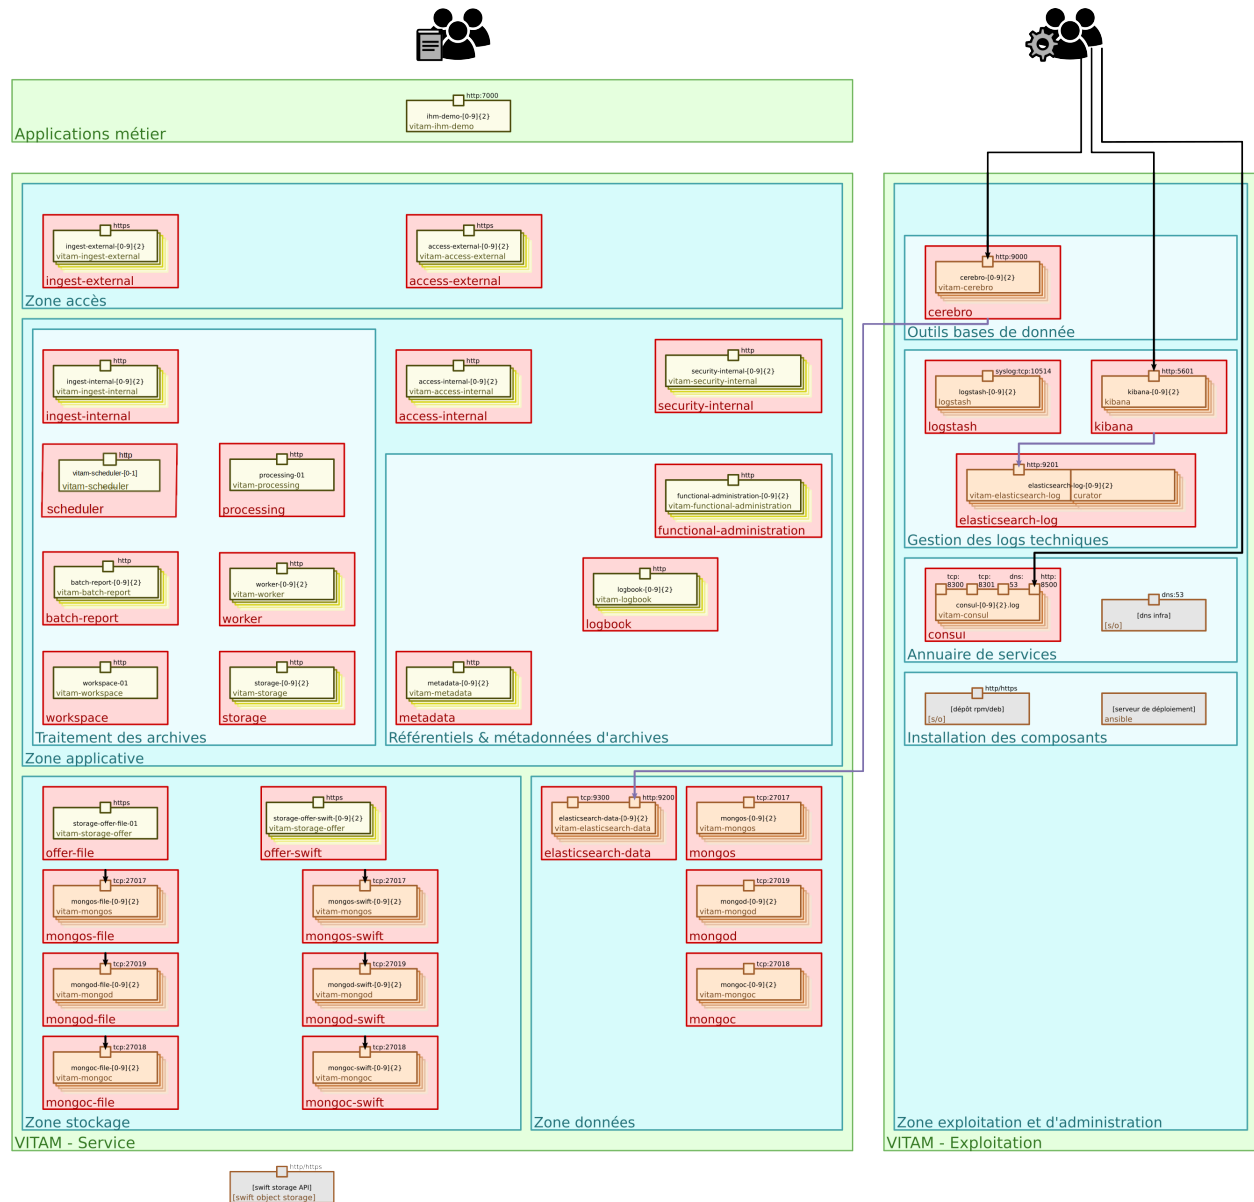 http:7000
ihm-demo-[0-9]{2}
vitam-ihm-demo
Applications métier
https
ingest-external-[0-9]{2}
vitam-ingest-external
ingest-external
https
access-external-[0-9]{2}
vitam-access-external
access-external
Zone accès
http
ingest-internal-[0-9]{2}
vitam-ingest-internal
ingest-internal
http
access-internal-[0-9]{2}
vitam-access-internal
access-internal
http
security-internal-[0-9]{2}
vitam-security-internal
security-internal
http
vitam-scheduler-[0-1]
vitam-scheduler
scheduler
http
processing-01
vitam-processing
processing
http
functional-administration-[0-9]{2}
vitam-functional-administration
functional-administration
http
batch-report-[0-9]{2}
vitam-batch-report
batch-report
http
worker-[0-9]{2}
vitam-worker
worker
http
logbook-[0-9]{2}
vitam-logbook
logbook
http
workspace-01
vitam-workspace
workspace
http
storage-[0-9]{2}
vitam-storage
storage
http
metadata-[0-9]{2}
vitam-metadata
metadata
Traitement des archives
Référentiels & métadonnées d'archives
Zone applicative
https
storage-offer-file-01
vitam-storage-offer
offer-file
https
storage-offer-swift-[0-9]{2}
vitam-storage-offer
offer-swift
tcp:27017
mongos-file-[0-9]{2}
vitam-mongos
mongos-file
tcp:27017
mongos-swift-[0-9]{2}
vitam-mongos
mongos-swift
tcp:27019
mongod-file-[0-9]{2}
vitam-mongod
mongod-file
tcp:27019
mongod-swift-[0-9]{2}
vitam-mongod
mongod-swift
tcp:27018
mongoc-file-[0-9]{2}
vitam-mongoc
mongoc-file
tcp:27018
mongoc-swift-[0-9]{2}
vitam-mongoc
mongoc-swift
Zone stockage
tcp:9300
http:9200
elasticsearch-data-[0-9]{2}
vitam-elasticsearch-data
elasticsearch-data
tcp:27017
mongos-[0-9]{2}
vitam-mongos
mongos
tcp:27019
mongod-[0-9]{2}
vitam-mongod
mongod
tcp:27018
mongoc-[0-9]{2}
vitam-mongoc
mongoc
Zone données
VITAM - Service
http/https
[swift storage API]
[swift object storage]
http:9000
cerebro-[0-9]{2}
vitam-cerebro
cerebro
Outils bases de donnée
syslog:tcp:10514
logstash-[0-9]{2}
logstash
logstash
http:5601
kibana-[0-9]{2}
kibana
kibana
http:9201
elasticsearch-log-[0-9]{2}
vitam-elasticsearch-log
curator
elasticsearch-log
Gestion des logs techniques
tcp:
8300
tcp:
8301
dns:
53
http:
8500
consul-[0-9]{2}.log
vitam-consul
consul
dns:53
[dns infra]
[s/o]
Annuaire de services
http/https
[dépôt rpm/deb]
[s/o]
[serveur de déploiement]
ansible
Installation des composants
Zone exploitation et d'administration
VITAM - Exploitation